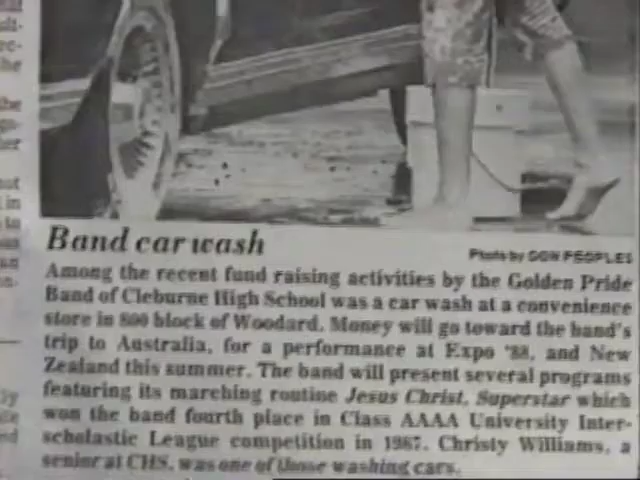 Band car wash
Photo by DON PEOPLES
Among the recent fund raising activities by the Golden Pride
Band of Cleburne High School was a car wash at a convenience
store in 800 block of Woodard. Money will go toward the band's
trip to Australia, for a performance at Expo '88, and New
Zealand this summer. The band will present several programs
featuring its marching routine Jesus Christ, Superstar which
won the band fourth place in Class AAAA University Inter-
scholastic League competition in 1987. Christy Williams, a
senior at CHS, was one of those washing cars.